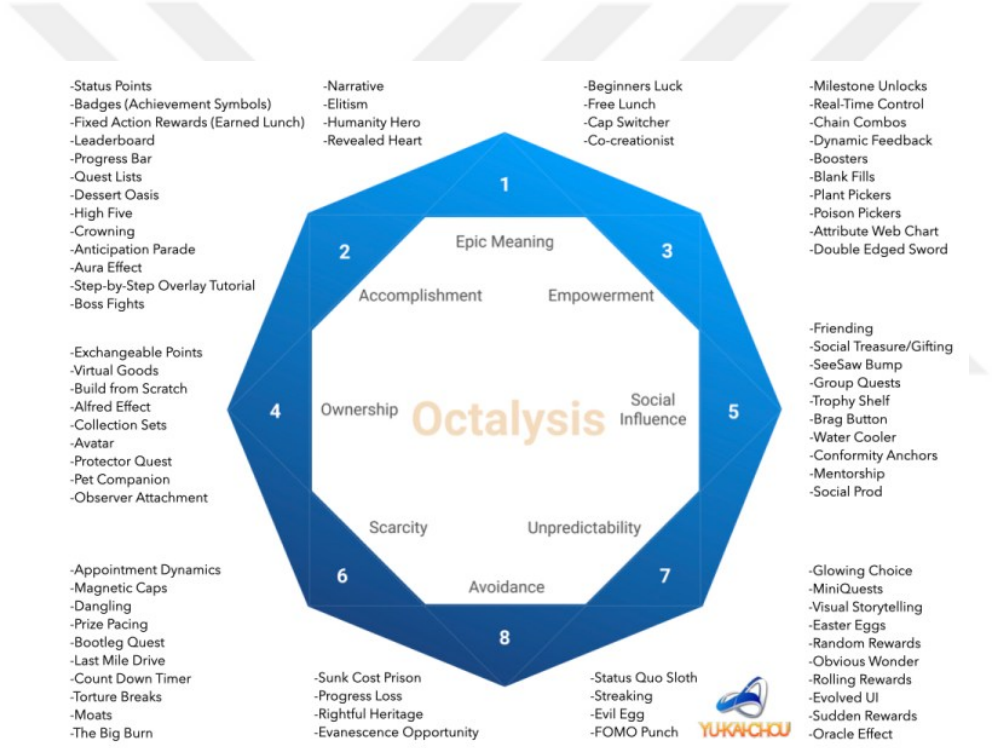 -Status Points
-Badges (Achievement Symbols)
-Fixed Action Rewards (Earned Lunch)
-Leaderboard
-Progress Bar
-Quest Lists
-Dessert Oasis
-High Five
-Crowning
-Anticipation Parade
-Aura Effect
-Step-by-Step Overlay Tutorial
-Boss Fights
-Narrative
-Elitism
-Humanity Hero
-Revealed Heart
-Beginners Luck
-Free Lunch
-Cap Switcher
-Co-creationist
-Milestone Unlocks
-Real-Time Control
-Chain Combos
-Dynamic Feedback
-Boosters
-Blank Fills
-Plant Pickers
-Poison Pickers
-Attribute Web Chart
-Double Edged Sword
1
Epic Meaning
2
Accomplishment
3
Empowerment
4
Ownership
Octalysis
Social
Influence
5
Scarcity
6
Unpredictability
7
Avoidance
8
-Exchangeable Points
-Virtual Goods
-Build from Scratch
-Alfred Effect
-Collection Sets
-Avatar
-Protector Quest
-Pet Companion
-Observer Attachment
-Friending
-Social Treasure/Gifting
-SeeSaw Bump
-Group Quests
-Trophy Shelf
-Brag Button
-Water Cooler
-Conformity Anchors
-Mentorship
-Social Prod
-Appointment Dynamics
-Magnetic Caps
-Dangling
-Prize Pacing
-Bootleg Quest
-Last Mile Drive
-Count Down Timer
-Torture Breaks
-Moats
-The Big Burn
-Sunk Cost Prison
-Progress Loss
-Rightful Heritage
-Evanescence Opportunity
-Status Quo Sloth
-Streaking
-Evil Egg
-FOMO Punch
YU-KAI CHOU
-Glowing Choice
-MiniQuests
-Visual Storytelling
-Easter Eggs
-Random Rewards
-Obvious Wonder
-Rolling Rewards
-Evolved UI
-Sudden Rewards
-Oracle Effect